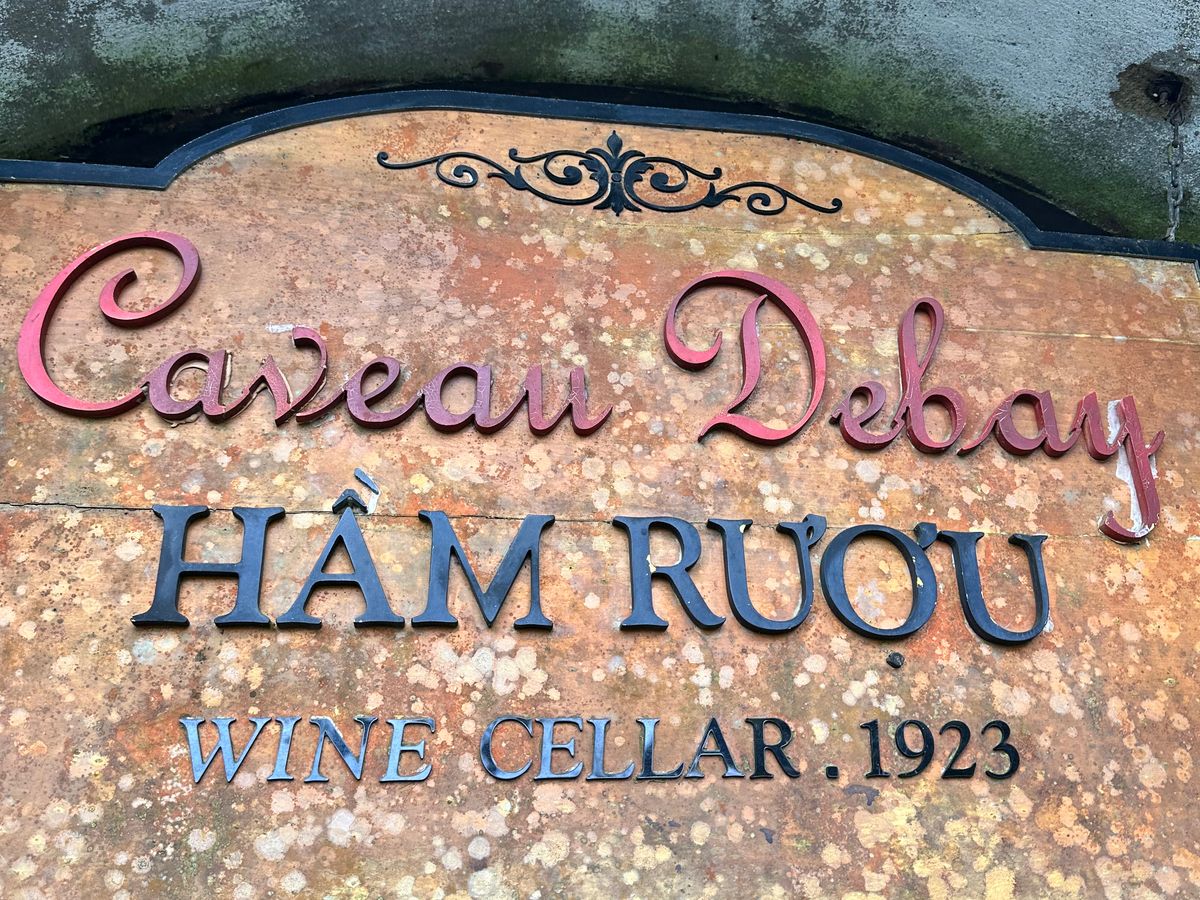 Caveau Debay
HẦM RƯỢU
WINE CELLAR . 1923